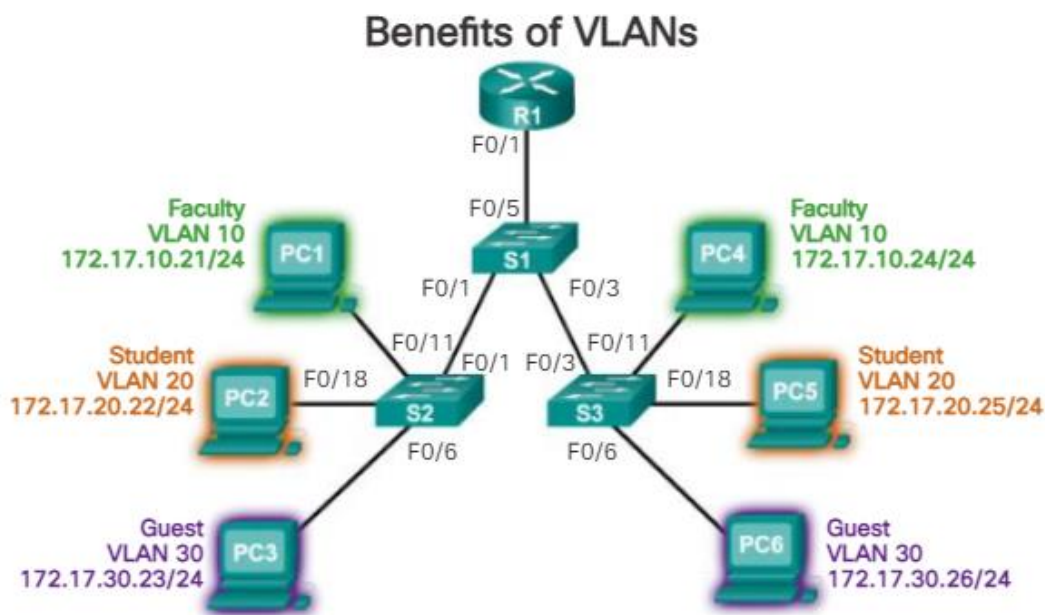 Benefits of VLANs
R1
F0/1
F0/5
S1
Faculty
VLAN 10
172.17.10.21/24
PC1
Faculty
VLAN 10
172.17.10.24/24
PC4
F0/1
F0/3
F0/11
F0/1
F0/3
F0/11
Student
VLAN 20
172.17.20.22/24
PC2
F0/18
S2
F0/6
S3
F0/18
F0/6
PC5
Student
VLAN 20
172.17.20.25/24
Guest
VLAN 30
172.17.30.23/24
PC3
PC6
Guest
VLAN 30
172.17.30.26/24